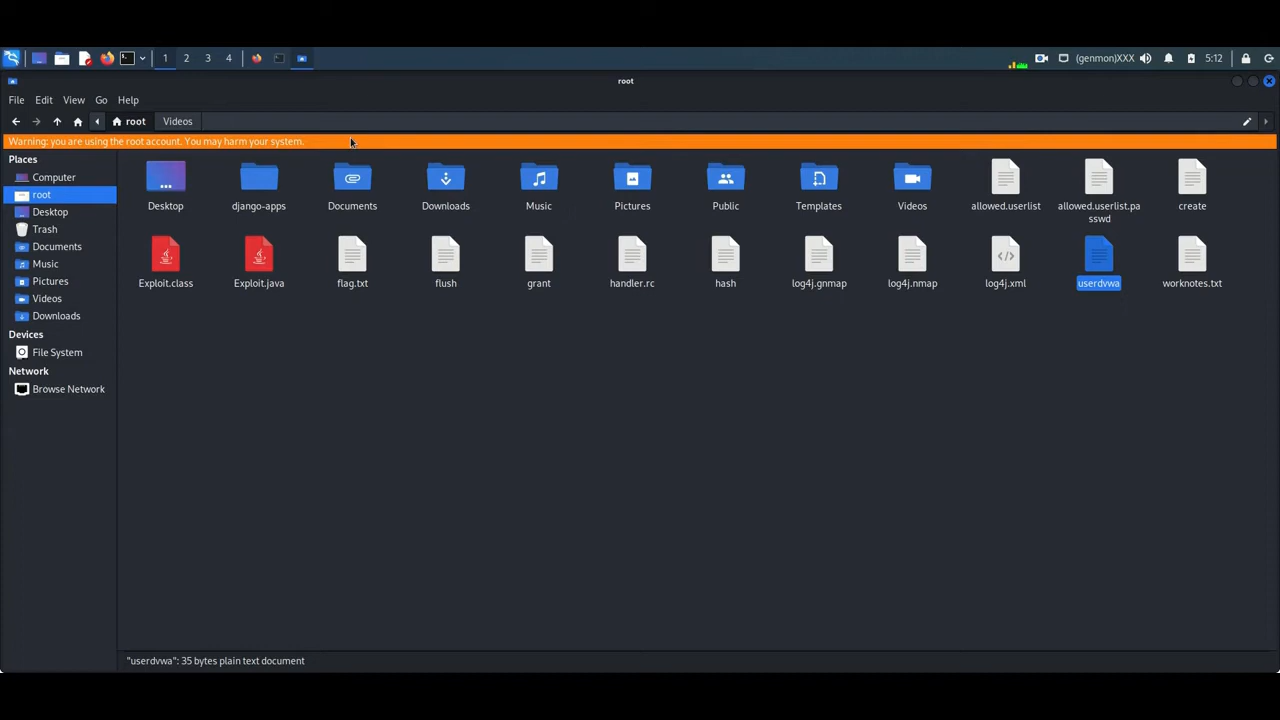 1 2 3 4 (genmon)XXX 5:12
root
File Edit View Go Help
root Videos
Warning: you are using the root account. You may harm your system.
Places
Computer
root
Desktop
Trash
Documents
Music
Pictures
Videos
Downloads
Devices
File System
Network
Browse Network
Desktop django-apps Documents Downloads Music Pictures Public Templates Videos allowed.userlist allowed.userlist.pa create
sswd
Exploit.class Exploit.java flag.txt flush grant handler.rc hash log4j.gnmap log4j.nmap log4j.xml userdvwa worknotes.txt
"userdvwa": 35 bytes plain text document